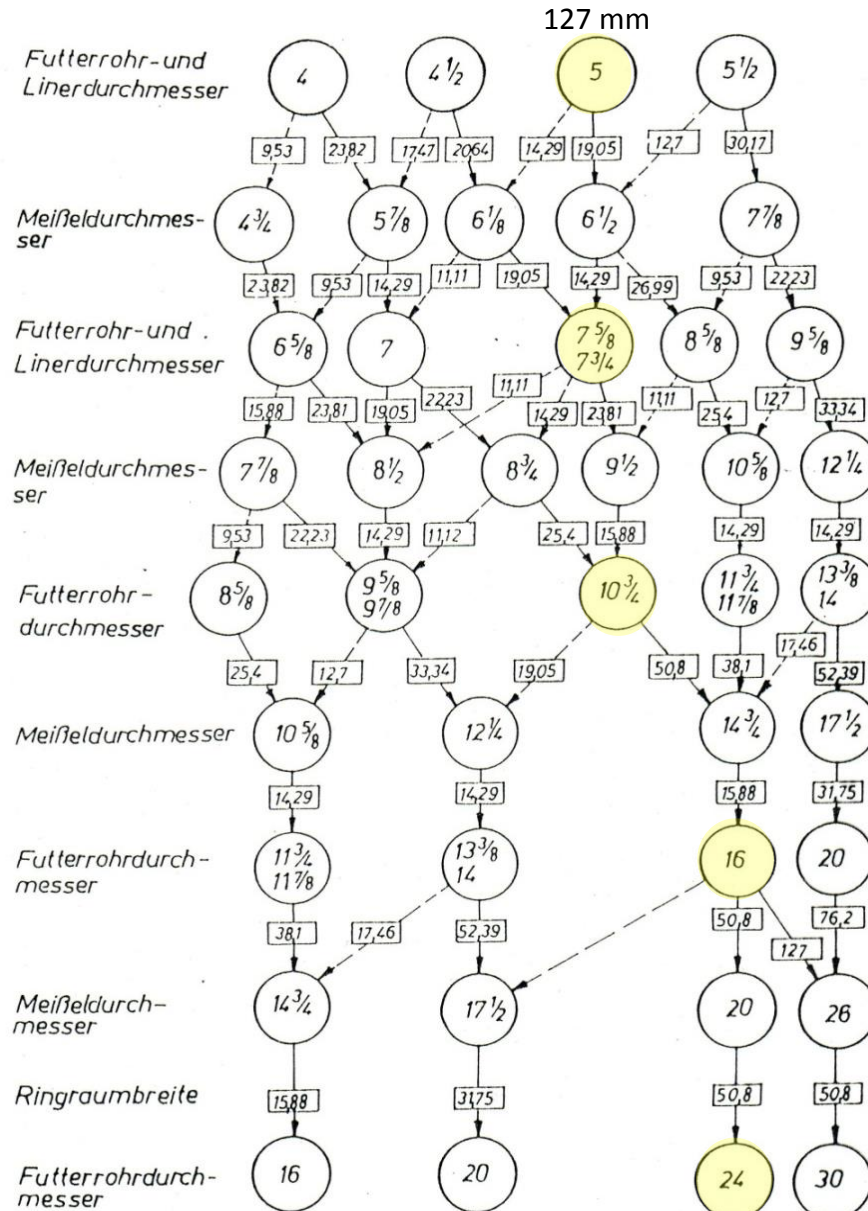 127 mm
Futterrohr- und
Linerdurchmesser
4 4 1/2 5 5 1/2
9,53 23,82 17,47 20,64 14,29 19,05 12,7 30,17
Meißeldurchmes-
ser
4 3/4 5 7/8 6 1/8 6 1/2 7 7/8
23,82 9,53 14,29 11,11 19,05 14,29 26,99 9,53 22,23
Futterrohr- und
Linerdurchmesser
6 5/8 7 7 5/8 8 5/8 9 5/8
7 3/4
15,88 23,81 19,05 22,23 11,11 14,29 23,81 11,11 25,4 12,7 33,34
Meißeldurchmes-
ser
7 7/8 8 1/2 8 3/4 9 1/2 10 5/8 12 1/4
9,53 22,23 14,29 11,12 25,4 15,88 14,29 14,29
Futterrohr-
durchmesser
8 5/8 9 5/8 10 3/4 11 3/4 13 3/8
9 7/8 11 7/8 14
25,4 12,7 33,34 19,05 50,8 38,1 17,46 52,39
Meißeldurchmesser
10 5/8 12 1/4 14 3/4 17 1/2
14,29 14,29 15,88 31,75
Futterrohrdurch-
messer
11 3/4 13 3/8 16 20
11 7/8 14
38,1 17,46 52,39 50,8 127 76,2
Meißeldurch-
messer
14 3/4 17 1/2 20 26
Ringraumbreite
15,88 31,75 50,8 50,8
Futterrohrdurch-
messer
16 20 24 30